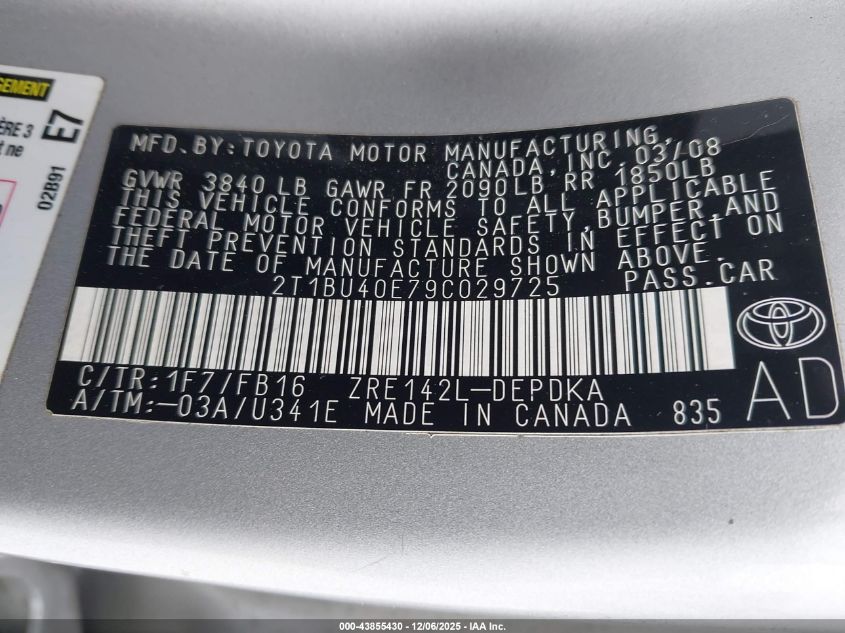 GEMENT
ÈRE 3
t ne
E7
02B91
MFD. BY: TOYOTA MOTOR MANUFACTURING,
CANADA, INC. 03/08
GVWR 3840 LB GAWR FR 2090LB RR 1850LB
THIS VEHICLE CONFORMS TO ALL APPLICABLE
FEDERAL MOTOR VEHICLE SAFETY, BUMPER, AND
THEFT PREVENTION STANDARDS IN EFFECT ON
THE DATE OF MANUFACTURE SHOWN ABOVE.
2T1BU40E79C029725 PASS. CAR
C/TR: 1F7/FB16 ZRE142L-DEPDKA
A/TM: -03A/U341E MADE IN CANADA 835
AD
000-43855430 - 12/06/2025 - IAA Inc.